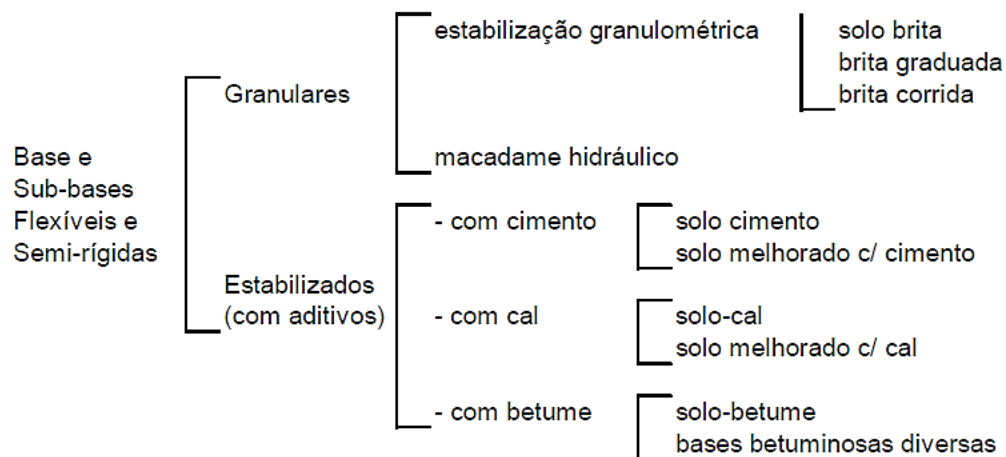 Base e
Sub-bases
Flexíveis e
Semi-rígidas
Granulares
estabilização granulométrica
solo brita
brita graduada
brita corrida
macadame hidráulico
Estabilizados
(com aditivos)
- com cimento
solo cimento
solo melhorado c/ cimento
- com cal
solo-cal
solo melhorado c/ cal
- com betume
solo-betume
bases betuminosas diversas